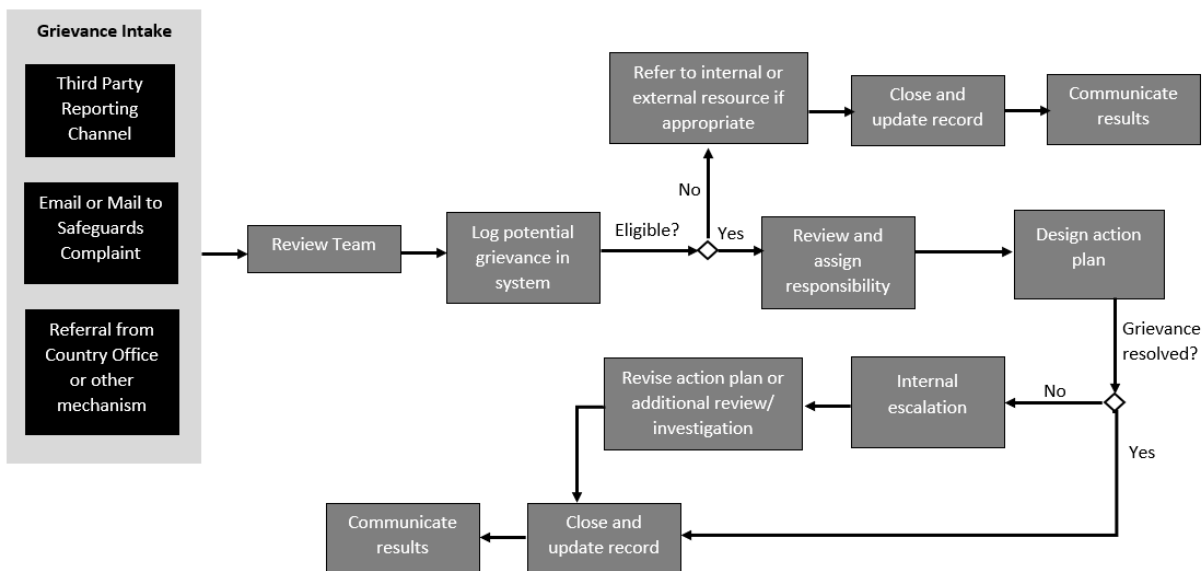 Grievance Intake
Third Party
Reporting
Channel
Email or Mail to
Safeguards
Complaint
Referral from
Country Office
or other
mechanism
Review Team
Log potential
grievance in
system
Eligible?
No
Yes
Refer to internal or
external resource if
appropriate
Close and
update record
Communicate
results
Review and
assign
responsibility
Design action
plan
Grievance
resolved?
No
Yes
Internal
escalation
Revise action plan or
additional review/
investigation
Close and
update record
Communicate
results